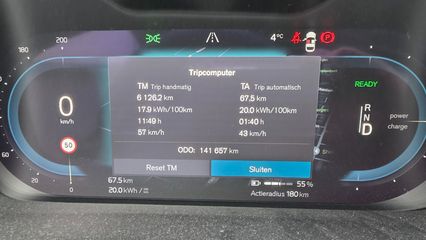 200
4°C
180
220
Tripcomputer
TM Trip handmatig
TA Trip automatisch
6 126.2 km
67.5 km
17.9 kWh/100km
20.0 kWh/100km
11:49 h
01:40 h
57 km/h
43 km/h
ODO: 141 657 km
Reset TM
Sluiten
0
km/h
50
60
20
0
READY
R
N
D
power
charge
67.5 km
20.0 kWh /
55 %
Actieradius 180 km